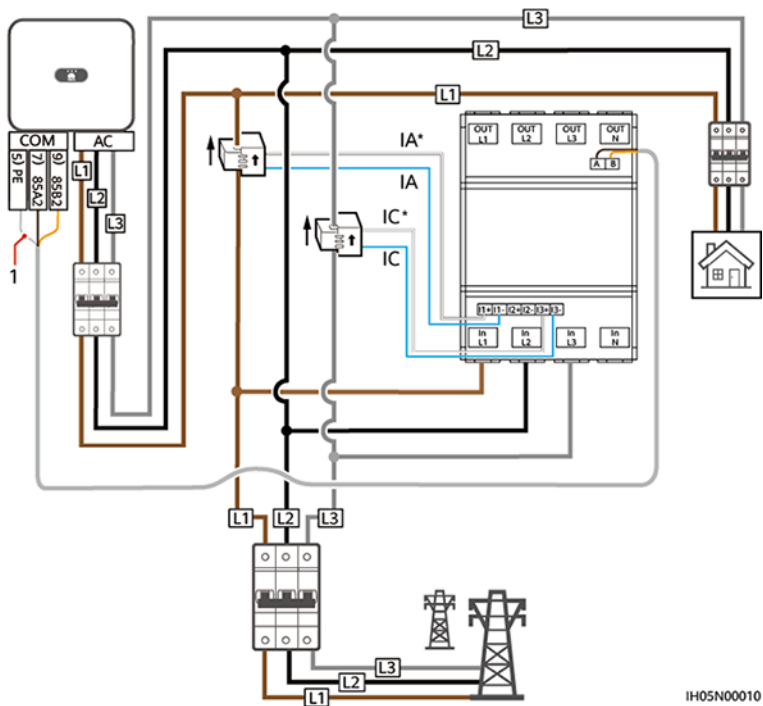 L3
L2
L1
COM
AC
5) PE
7) 85A2
9) 85B2
L1
L2
L3
1
IA*
IA
IC*
IC
OUT L1
OUT L2
OUT L3
OUT N
A
B
I1+
I1-
I2+
I2-
I3+
I3-
In L1
In L2
In L3
In N
L1
L2
L3
L3
L2
L1
IH05N00010